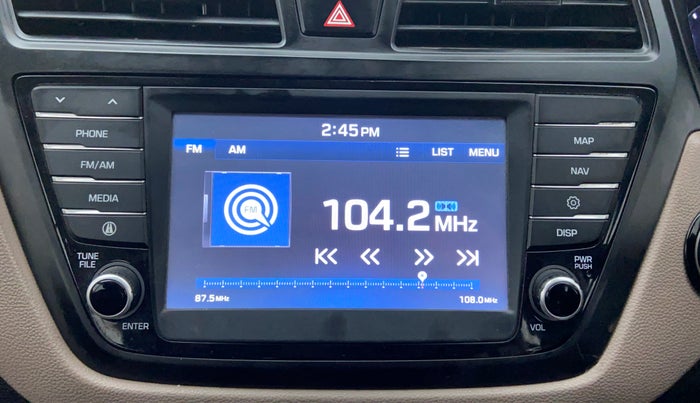 2:45 PM
FM AM LIST MENU
FM
104.2 MHz
87.5 MHz 108.0 MHz
PHONE
FM/AM
MEDIA
TUNE
FILE
ENTER
MAP
NAV
DISP
PWR
PUSH
VOL